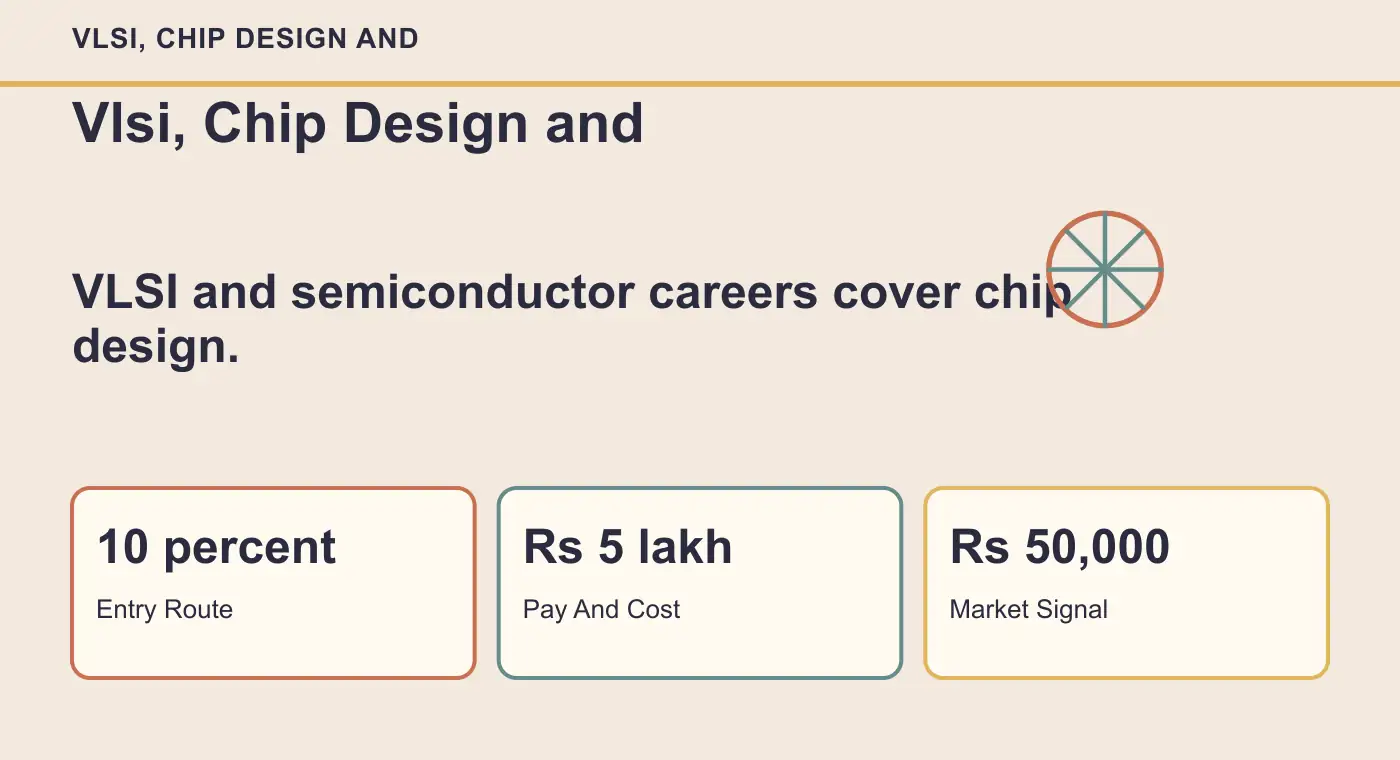 VLSI, CHIP DESIGN AND
Vlsi, Chip Design and
VLSI and semiconductor careers cover chip
design.
10 percent
Entry Route
Rs 5 lakh
Pay And Cost
Rs 50,000
Market Signal